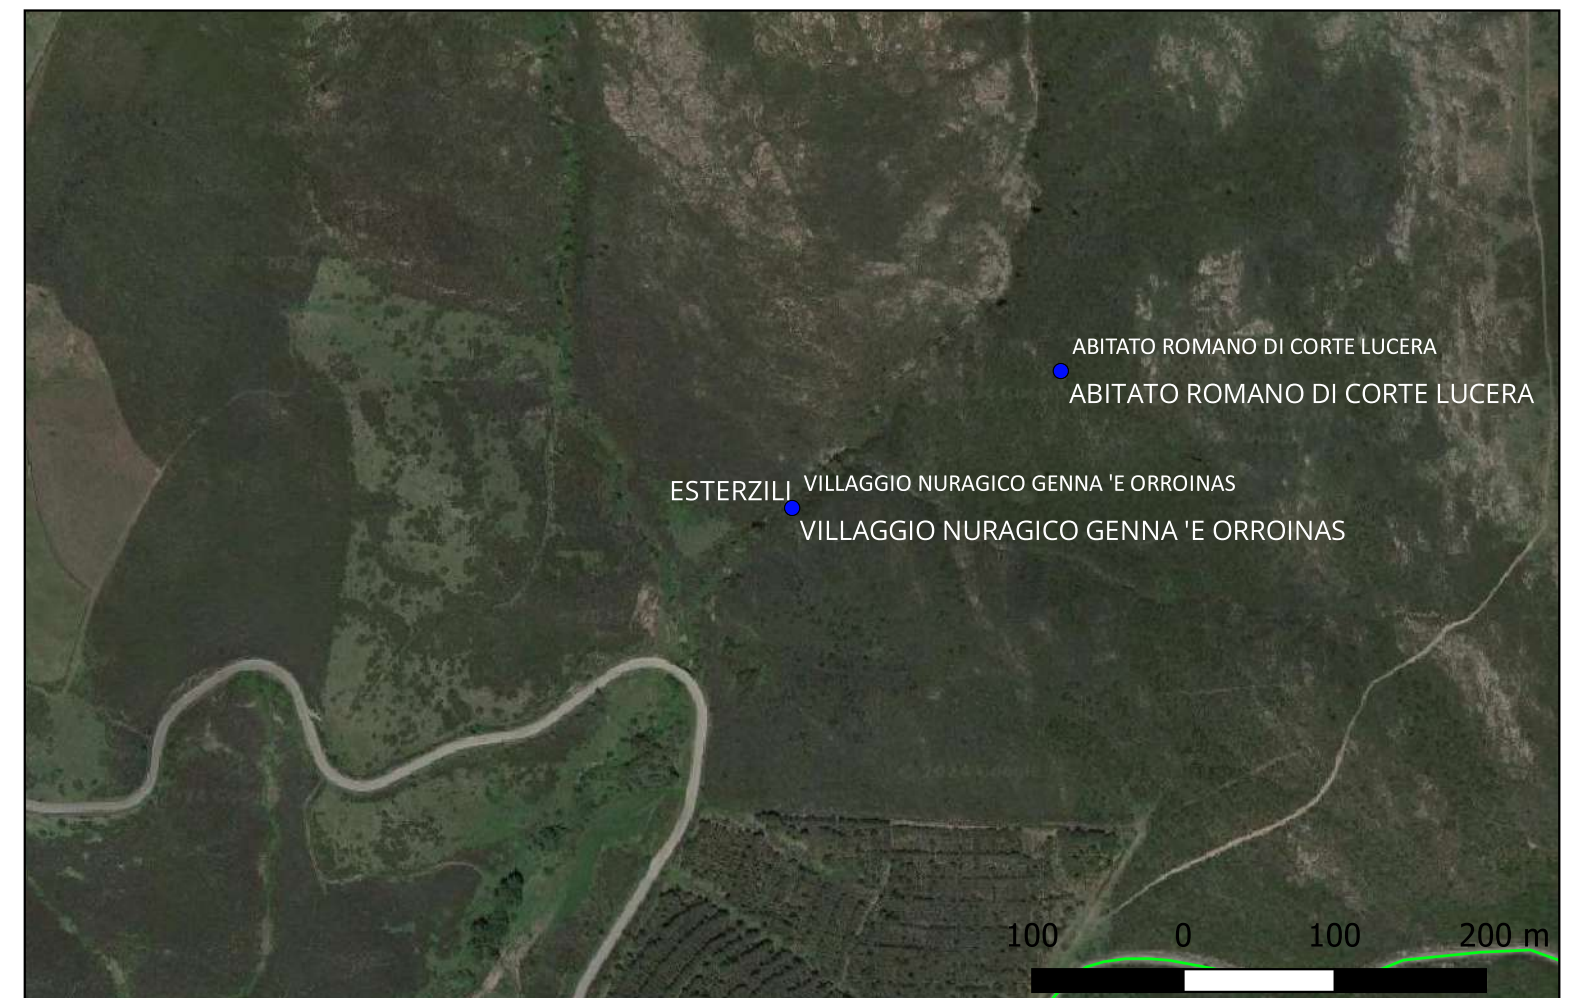 ABITATO ROMANO DI CORTE LUCERA
ABITATO ROMANO DI CORTE LUCERA
ESTERZILI
VILLAGGIO NURAGICO GENNA 'E ORROINAS
VILLAGGIO NURAGICO GENNA 'E ORROINAS
100 0 100 200 m